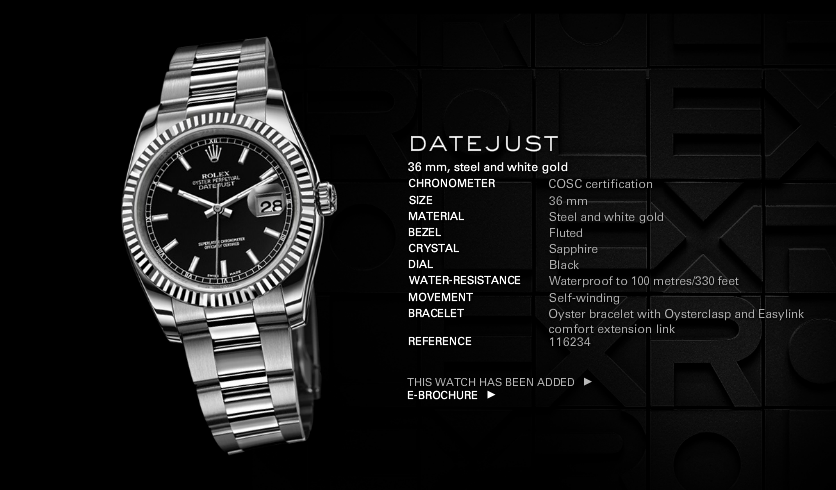 ROLEX
OYSTER PERPETUAL
DATEJUST
28
SUPERLATIVE CHRONOMETER
OFFICIALLY CERTIFIED
SWISS MADE
DATEJUST
36 mm, steel and white gold
CHRONOMETER COSC certification
SIZE 36 mm
MATERIAL Steel and white gold
BEZEL Fluted
CRYSTAL Sapphire
DIAL Black
WATER-RESISTANCE Waterproof to 100 metres/330 feet
MOVEMENT Self-winding
BRACELET Oyster bracelet with Oysterclasp and Easylink
comfort extension link
REFERENCE 116234
THIS WATCH HAS BEEN ADDED ▶
E-BROCHURE ▶